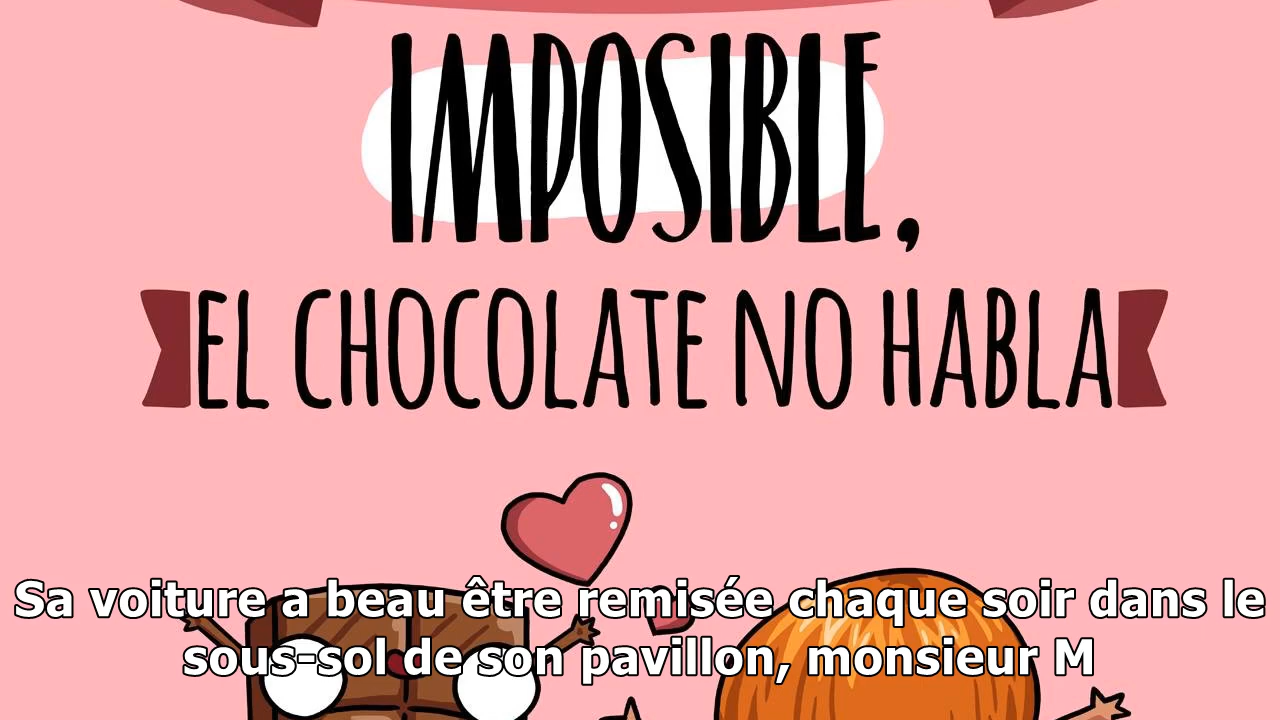 IMPOSIBLE,
EL CHOCOLATE NO HABLA
Sa voiture a beau être remisée chaque soir dans le
sous-sol de son pavillon, monsieur M